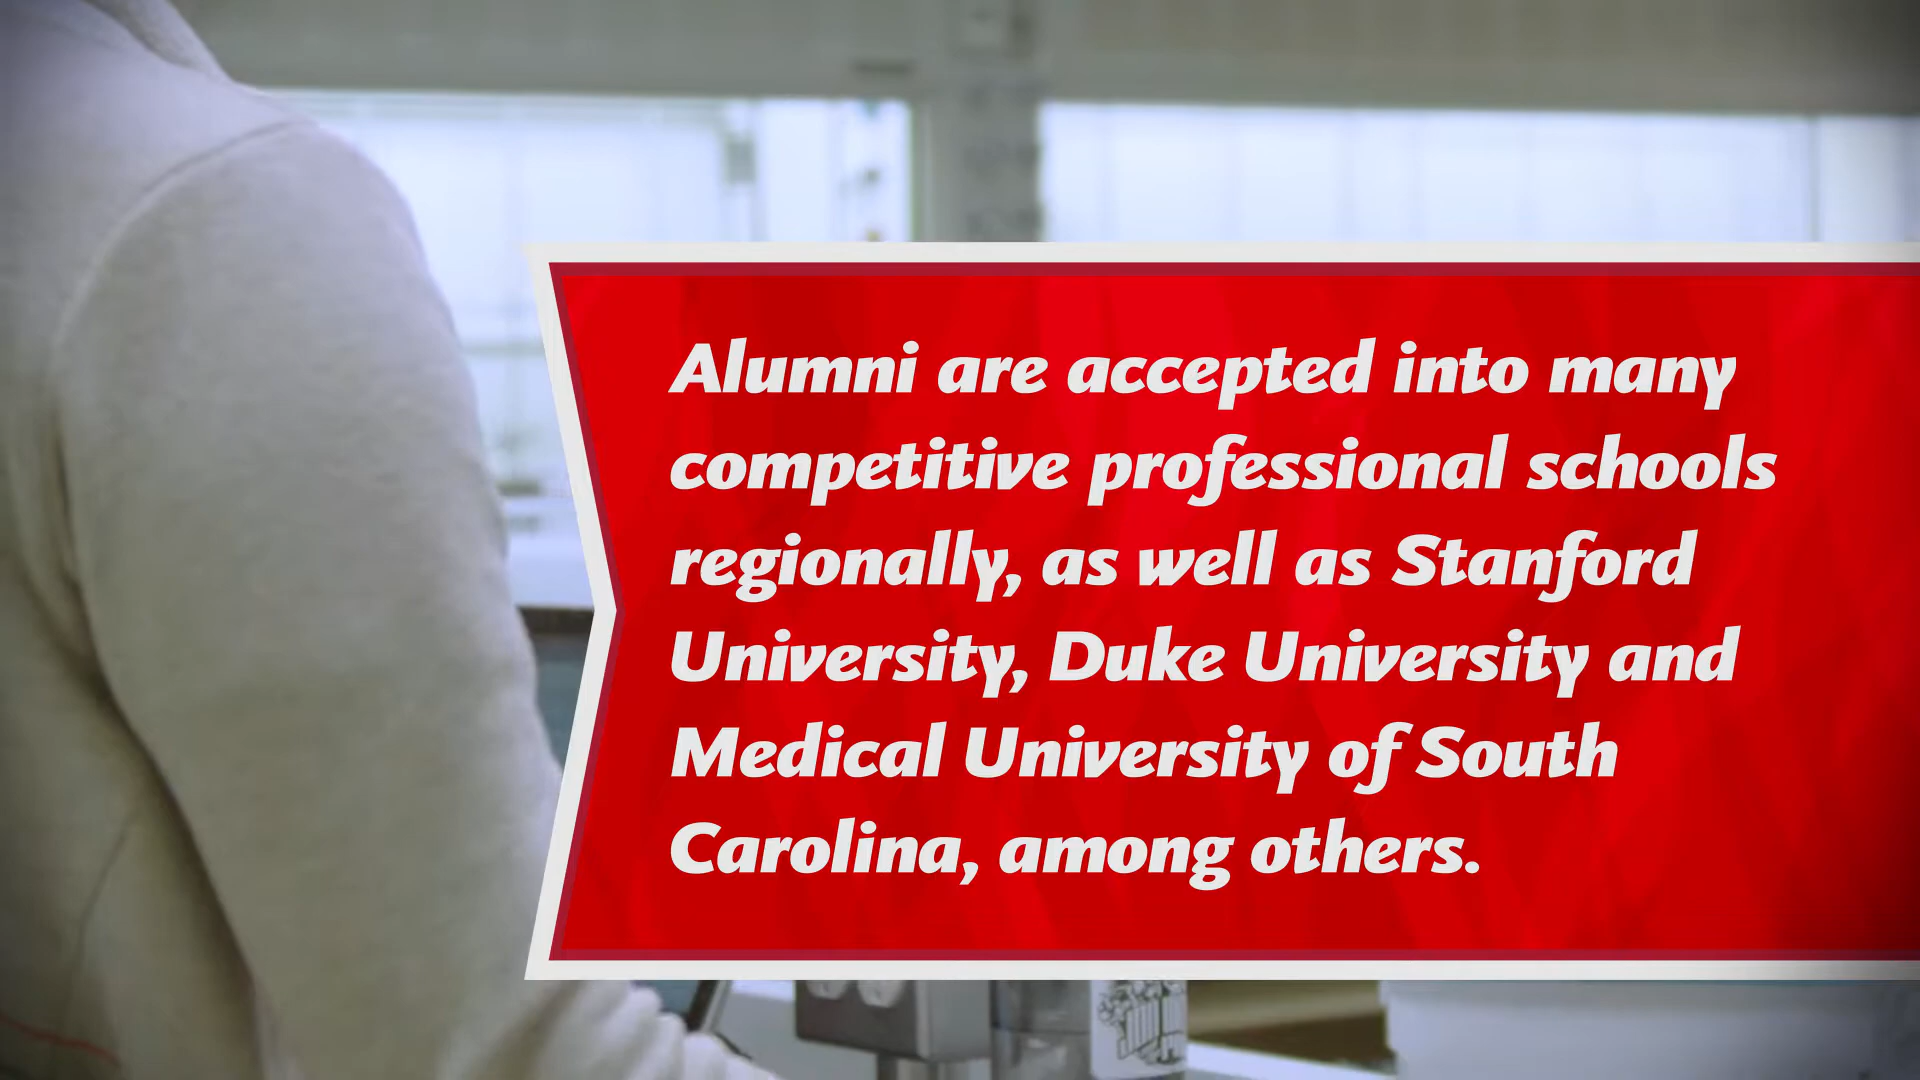 Alumni are accepted into many
competitive professional schools
regionally, as well as Stanford
University, Duke University and
Medical University of South
Carolina, among others.